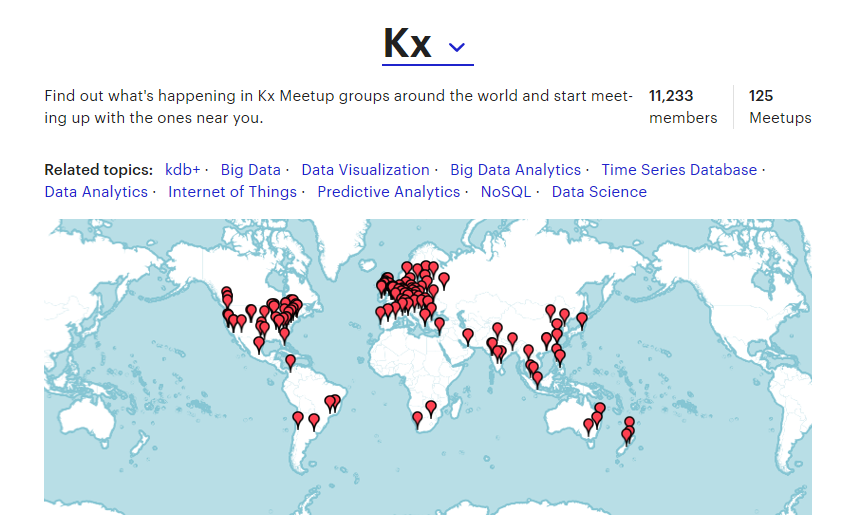 Kx
Find out what's happening in Kx Meetup groups around the world and start meet-
ing up with the ones near you.
11,233
members
125
Meetups
Related topics: kdb+ · Big Data · Data Visualization · Big Data Analytics · Time Series Database ·
Data Analytics · Internet of Things · Predictive Analytics · NoSQL · Data Science